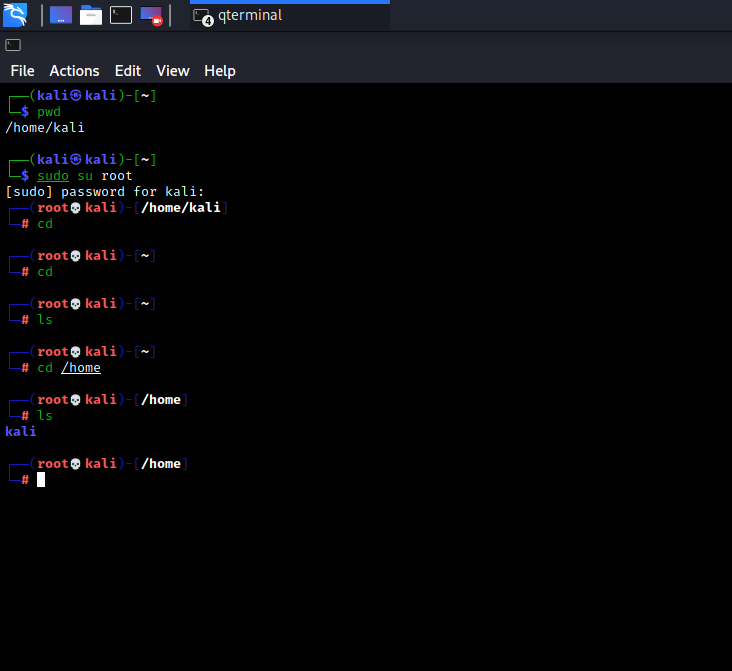 4 qterminal
File Actions Edit View Help
┌──(kali㉿kali)-[~]
└─$ pwd
/home/kali
┌──(kali㉿kali)-[~]
└─$ sudo su root
[sudo] password for kali:
┌──(root💀kali)-[/home/kali]
└─# cd
┌──(root💀kali)-[~]
└─# cd
┌──(root💀kali)-[~]
└─# ls
┌──(root💀kali)-[~]
└─# cd /home
┌──(root💀kali)-[/home]
└─# ls
kali
┌──(root💀kali)-[/home]
└─#